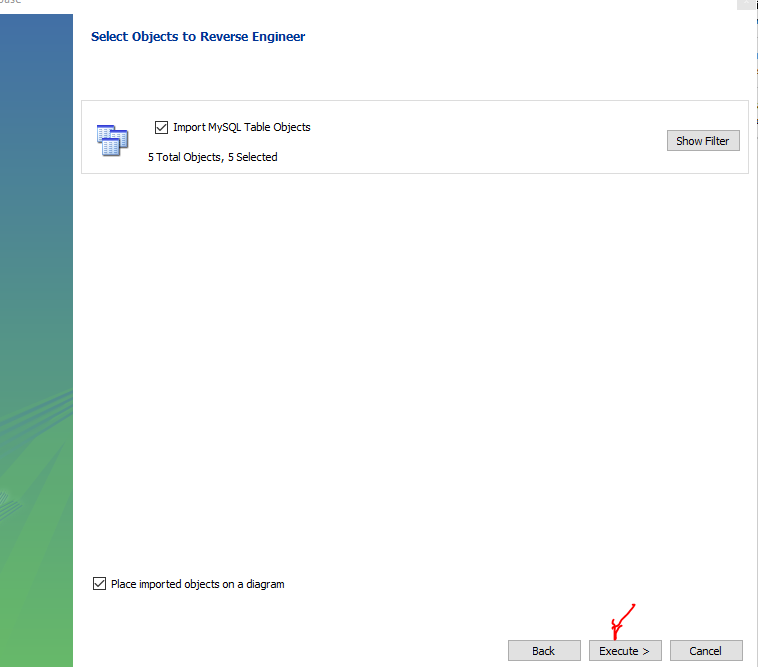 Select Objects to Reverse Engineer
Import MySQL Table Objects
5 Total Objects, 5 Selected
Show Filter
Place imported objects on a diagram
Back
Execute >
Cancel